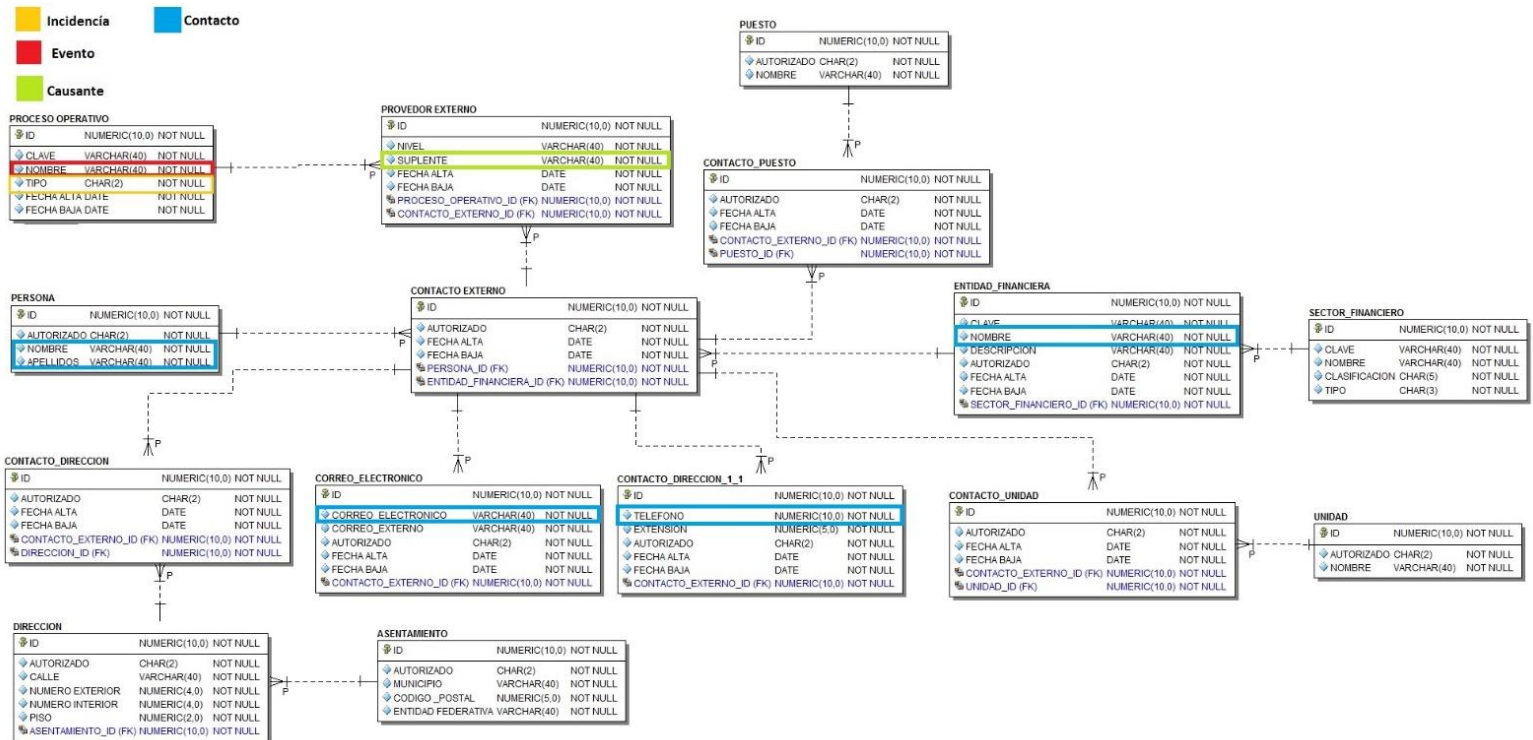 Incidencía
Contacto
Evento
Causante
PROCESO OPERATIVO
ID NUMERIC(10,0) NOT NULL
CLAVE VARCHAR(40) NOT NULL
NOMBRE VARCHAR(40) NOT NULL
TIPO CHAR(2) NOT NULL
FECHA ALTA DATE NOT NULL
FECHA BAJA DATE NOT NULL
PROVEDOR EXTERNO
ID NUMERIC(10,0) NOT NULL
NIVEL VARCHAR(40) NOT NULL
SUPLENTE VARCHAR(40) NOT NULL
FECHA ALTA DATE NOT NULL
FECHA BAJA DATE NOT NULL
PROCESO_OPERATIVO_ID (FK) NUMERIC(10,0) NOT NULL
CONTACTO_EXTERNO_ID (FK) NUMERIC(10,0) NOT NULL
P
P
PUESTO
ID NUMERIC(10,0) NOT NULL
AUTORIZADO CHAR(2) NOT NULL
NOMBRE VARCHAR(40) NOT NULL
P
CONTACTO_PUESTO
ID NUMERIC(10,0) NOT NULL
AUTORIZADO CHAR(2) NOT NULL
FECHA ALTA DATE NOT NULL
FECHA BAJA DATE NOT NULL
CONTACTO_EXTERNO_ID (FK) NUMERIC(10,0) NOT NULL
PUESTO_ID (FK) NUMERIC(10,0) NOT NULL
P
PERSONA
ID NUMERIC(10,0) NOT NULL
AUTORIZADO CHAR(2) NOT NULL
NOMBRE VARCHAR(40) NOT NULL
APELLIDOS VARCHAR(40) NOT NULL
CONTACTO EXTERNO
ID NUMERIC(10,0) NOT NULL
AUTORIZADO CHAR(2) NOT NULL
FECHA ALTA DATE NOT NULL
FECHA BAJA DATE NOT NULL
PERSONA_ID (FK) NUMERIC(10,0) NOT NULL
ENTIDAD_FINANCIERA_ID (FK) NUMERIC(10,0) NOT NULL
P
P
ENTIDAD_FINANCIERA
ID NUMERIC(10,0) NOT NULL
CLAVE VARCHAR(40) NOT NULL
NOMBRE VARCHAR(40) NOT NULL
DESCRIPCION VARCHAR(40) NOT NULL
AUTORIZADO CHAR(2) NOT NULL
FECHA ALTA DATE NOT NULL
FECHA BAJA DATE NOT NULL
SECTOR_FINANCIERO_ID (FK) NUMERIC(10,0) NOT NULL
P
SECTOR_FINANCIERO
ID NUMERIC(10,0) NOT NULL
CLAVE VARCHAR(40) NOT NULL
NOMBRE VARCHAR(40) NOT NULL
CLASIFICACION CHAR(5) NOT NULL
TIPO CHAR(3) NOT NULL
P
CONTACTO_DIRECCION
ID NUMERIC(10,0) NOT NULL
AUTORIZADO CHAR(2) NOT NULL
FECHA ALTA DATE NOT NULL
FECHA BAJA DATE NOT NULL
CONTACTO_EXTERNO_ID (FK) NUMERIC(10,0) NOT NULL
DIRECCION_ID (FK) NUMERIC(10,0) NOT NULL
P
P
CORREO_ELECTRONICO
ID NUMERIC(10,0) NOT NULL
CORREO_ELECTRONICO VARCHAR(40) NOT NULL
CORREO_EXTERNO VARCHAR(40) NOT NULL
AUTORIZADO CHAR(2) NOT NULL
FECHA ALTA DATE NOT NULL
FECHA BAJA DATE NOT NULL
CONTACTO_EXTERNO_ID (FK) NUMERIC(10,0) NOT NULL
P
CONTACTO_DIRECCION_1_1
ID NUMERIC(10,0) NOT NULL
TELEFONO NUMERIC(10,0) NOT NULL
EXTENSION NUMERIC(5,0) NOT NULL
AUTORIZADO CHAR(2) NOT NULL
FECHA ALTA DATE NOT NULL
FECHA BAJA DATE NOT NULL
CONTACTO_EXTERNO_ID (FK) NUMERIC(10,0) NOT NULL
P
CONTACTO_UNIDAD
ID NUMERIC(10,0) NOT NULL
AUTORIZADO CHAR(2) NOT NULL
FECHA ALTA DATE NOT NULL
FECHA BAJA DATE NOT NULL
CONTACTO_EXTERNO_ID (FK) NUMERIC(10,0) NOT NULL
UNIDAD_ID (FK) NUMERIC(10,0) NOT NULL
P
UNIDAD
ID NUMERIC(10,0) NOT NULL
AUTORIZADO CHAR(2) NOT NULL
NOMBRE VARCHAR(40) NOT NULL
DIRECCION
ID NUMERIC(10,0) NOT NULL
AUTORIZADO CHAR(2) NOT NULL
CALLE VARCHAR(40) NOT NULL
NUMERO EXTERIOR NUMERIC(4,0) NOT NULL
NUMERO INTERIOR NUMERIC(4,0) NOT NULL
PISO NUMERIC(2,0) NOT NULL
ASENTAMIENTO_ID (FK) NUMERIC(10,0) NOT NULL
P
ASENTAMIENTO
ID NUMERIC(10,0) NOT NULL
AUTORIZADO CHAR(2) NOT NULL
MUNICIPIO VARCHAR(40) NOT NULL
CODIGO _POSTAL NUMERIC(5,0) NOT NULL
ENTIDAD FEDERATIVA VARCHAR(40) NOT NULL